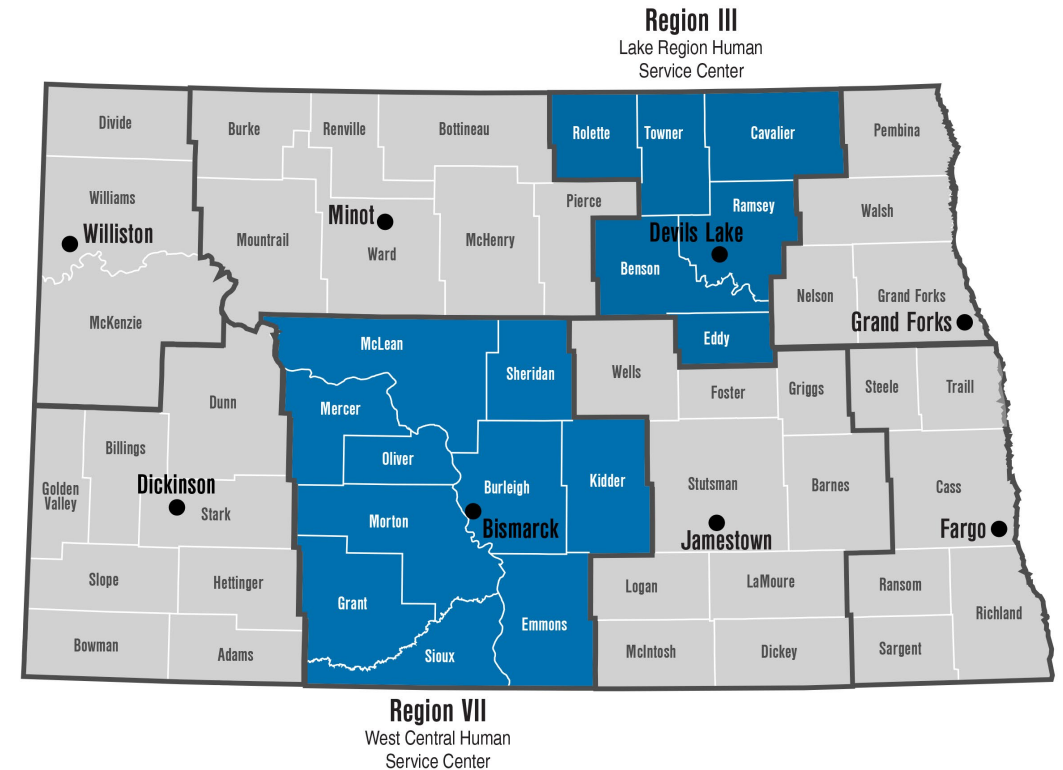 Region III
Lake Region Human
Service Center
Divide
Burke
Renville
Bottineau
Rolette
Towner
Cavalier
Pembina
Williams
Williston
Mountrail
Minot
Ward
McHenry
Pierce
Benson
Ramsey
Devils Lake
Walsh
Nelson
Grand Forks
Grand Forks
McKenzie
McLean
Sheridan
Wells
Eddy
Foster
Griggs
Steele
Traill
Dunn
Mercer
Oliver
Billings
Golden
Valley
Dickinson
Stark
Morton
Burleigh
Bismarck
Kidder
Stutsman
Jamestown
Barnes
Cass
Fargo
Slope
Hettinger
Grant
Emmons
Logan
LaMoure
Ransom
Richland
Bowman
Adams
Sioux
McIntosh
Dickey
Sargent
Region VII
West Central Human
Service Center